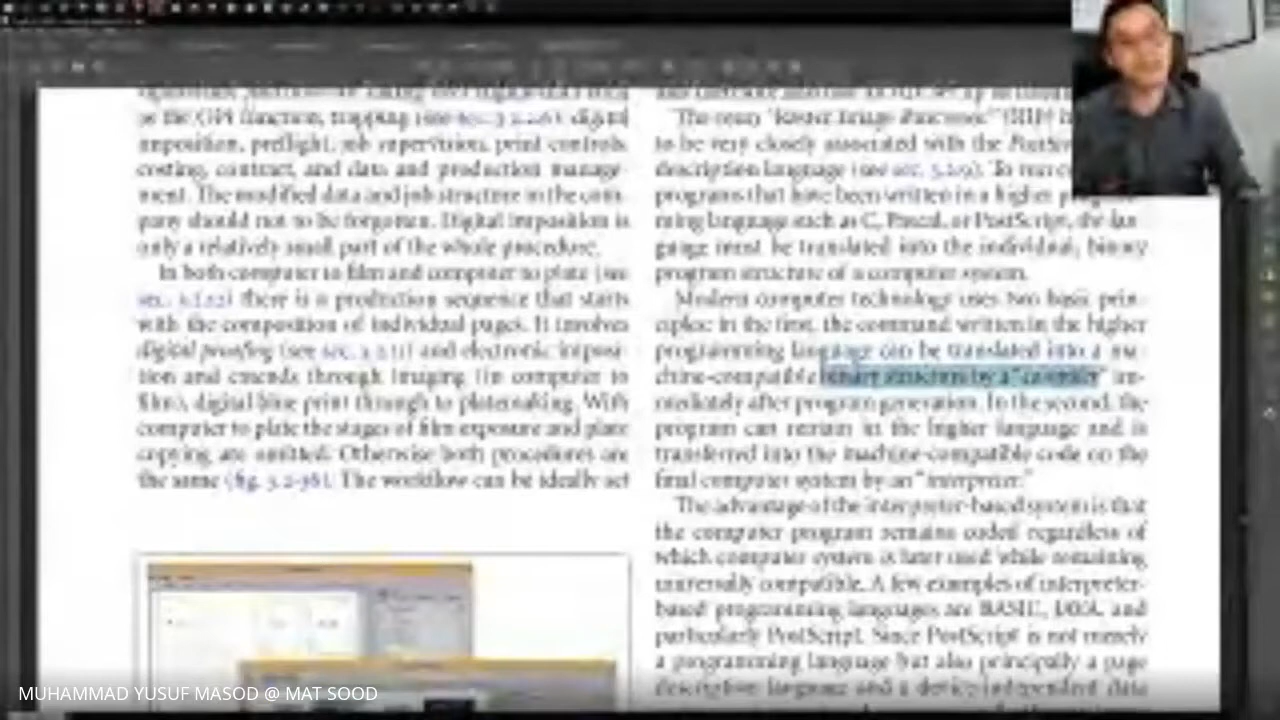 as the OPI function, trapping (see sec. 3.2.2.6), digital
imposition, preflight, job supervision, print controls,
costing, contract, and data and production manage-
ment. The modified data and job structure in the com-
pany should not to be forgotten. Digital imposition is
only a relatively small part of the whole procedure.
In both computer to film and computer to plate (see
there is a production sequence that starts
with the composition of individual pages. It involves
digital proofing (see sec. and electronic imposi-
tion and extends through imaging (in computer to
film), digital blue print through to platemaking. With
computer to plate the stages of film exposure and plate
copying are omitted. Otherwise both procedures are
the same (fig. 3.2-36). The workflow can be ideally set
The term "Raster Image Processor" (RIP)
to be very closely associated with the
description language (see sec. To
programs that have been written in a higher
ming language such as C, Pascal, or PostScript, the lan-
guage must be translated into the individual, binary
program structure of a computer system.
Modern computer technology uses two basic prin-
ciples: in the first, the command written in the higher
programming language can be translated into a ma-
chine-compatible binary structure by a "compiler" im-
mediately after program generation. In the second, the
program can remain in the higher language and is
transferred into the machine-compatible code on the
final computer system by an "interpreter."
The advantage of the interpreter-based system is that
the computer program remains coded regardless of
which computer system is later used while remaining
universally compatible. A few examples of interpreter-
based programming languages are BASIC, JAVA, and
particularly PostScript. Since PostScript is not merely
a programming language but also principally a page
description language and a device-independent data
MUHAMMAD YUSUF MASOD @ MAT SOOD